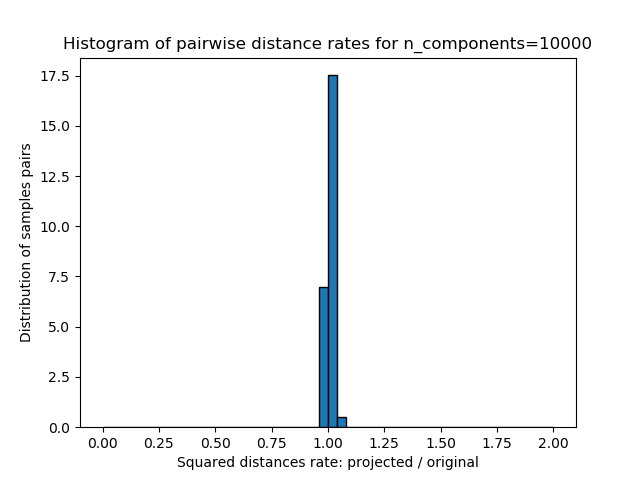 Histogram of pairwise distance rates for n_components=10000
17.5
15.0
12.5
10.0
7.5
5.0
2.5
0.0
Distribution of samples pairs
0.00 0.25 0.50 0.75 1.00 1.25 1.50 1.75 2.00
Squared distances rate: projected / original